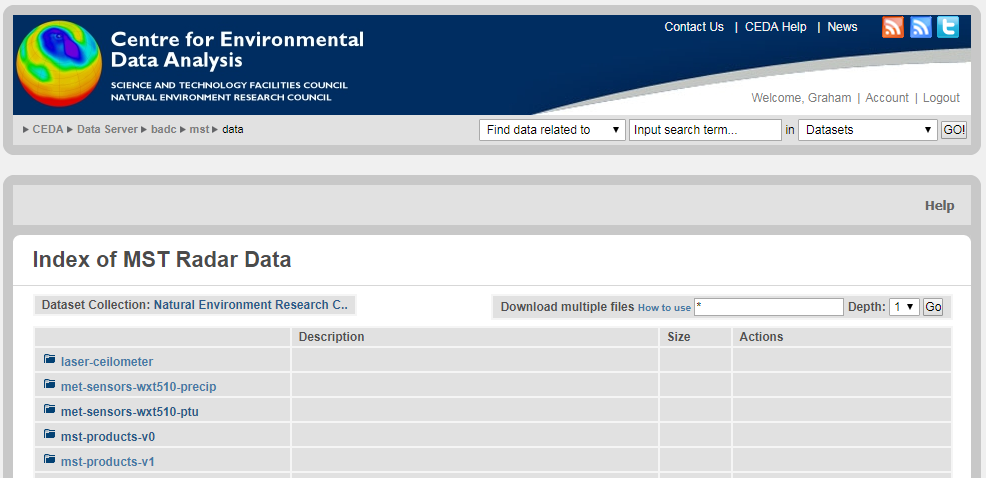 Contact Us | CEDA Help | News
Centre for Environmental
Data Analysis
SCIENCE AND TECHNOLOGY FACILITIES COUNCIL
NATURAL ENVIRONMENT RESEARCH COUNCIL
Welcome, Graham | Account | Logout
CEDA Data Server badc mst data
Find data related to Input search term... in Datasets GO!
Help
Index of MST Radar Data
Dataset Collection: Natural Environment Research C..
Download multiple files How to use * Depth: 1 Go
Description Size Actions
laser-ceilometer
met-sensors-wxt510-precip
met-sensors-wxt510-ptu
mst-products-v0
mst-products-v1